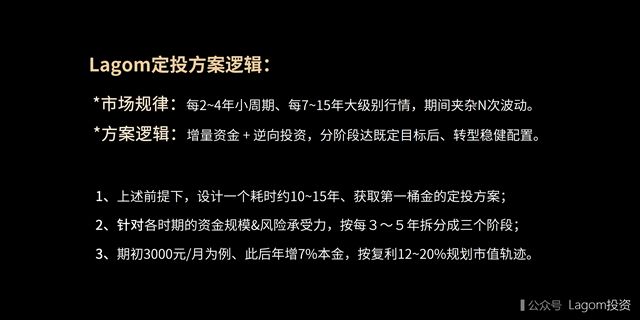 Lagom定投方案逻辑：
*市场规律：每2~4年小周期、每7~15年大级别行情，期间夹杂N次波动。
*方案逻辑：增量资金 + 逆向投资，分阶段达既定目标后、转型稳健配置。
1、上述前提下，设计一个耗时约10~15年、获取第一桶金的定投方案；
2、针对各时期的资金规模&风险承受力，按每３～５年拆分成三个阶段；
3、期初3000元/月为例、此后年增7%本金，按复利12~20%规划市值轨迹。
公众号 Lagom投资